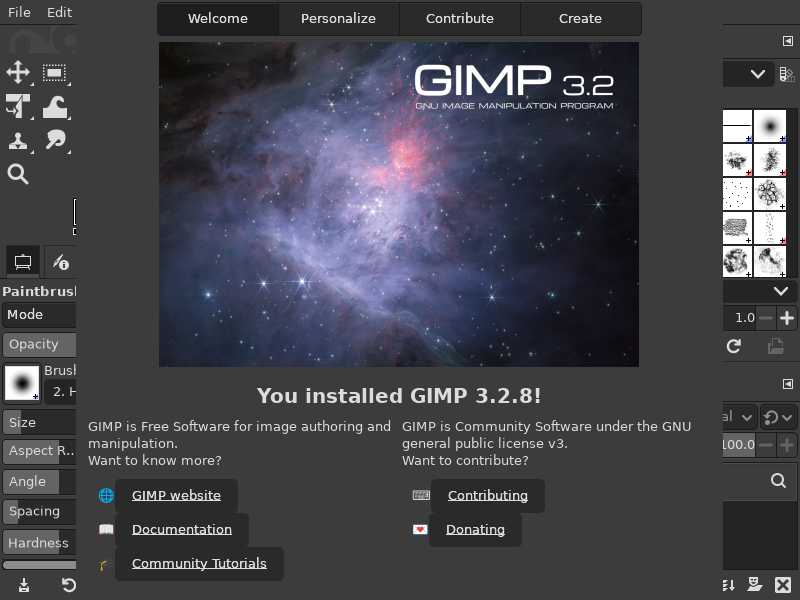 File Edit
Welcome Personalize Contribute Create
GIMP 3.2
GNU IMAGE MANIPULATION PROGRAM
Paintbrush
Mode
Opacity
Brush
2. H
Size
Aspect R..
Angle
Spacing
Hardness
You installed GIMP 3.2.8!
GIMP is Free Software for image authoring and
manipulation.
Want to know more?
GIMP website
Documentation
Community Tutorials
GIMP is Community Software under the GNU
general public license v3.
Want to contribute?
Contributing
Donating
1.0
al
100.0